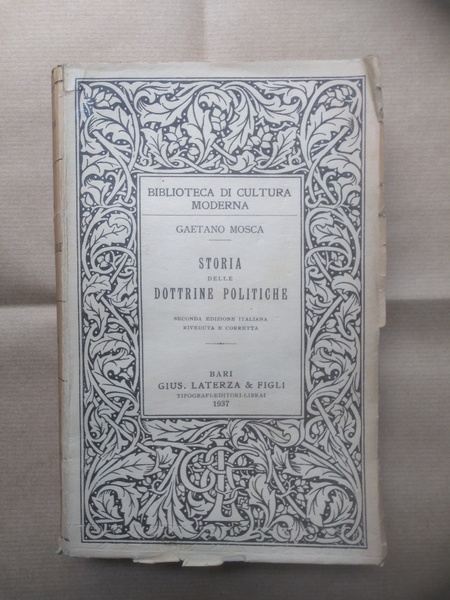 BIBLIOTECA DI CULTURA
MODERNA
GAETANO MOSCA
STORIA
DELLE
DOTTRINE POLITICHE
SECONDA EDIZIONE ITALIANA
RIVEDUTA E CORRETTA
BARI
GIUS. LATERZA & FIGLI
TIPOGRAFI-EDITORI-LIBRAI
1937